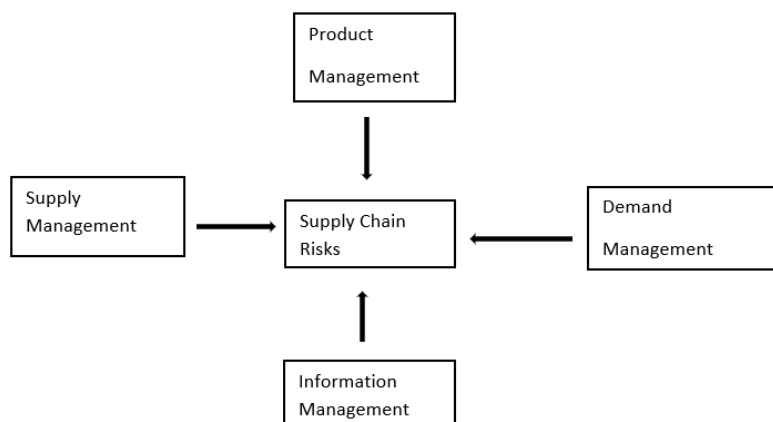 Product
Management
Supply
Management
Supply Chain
Risks
Demand
Management
Information
Management